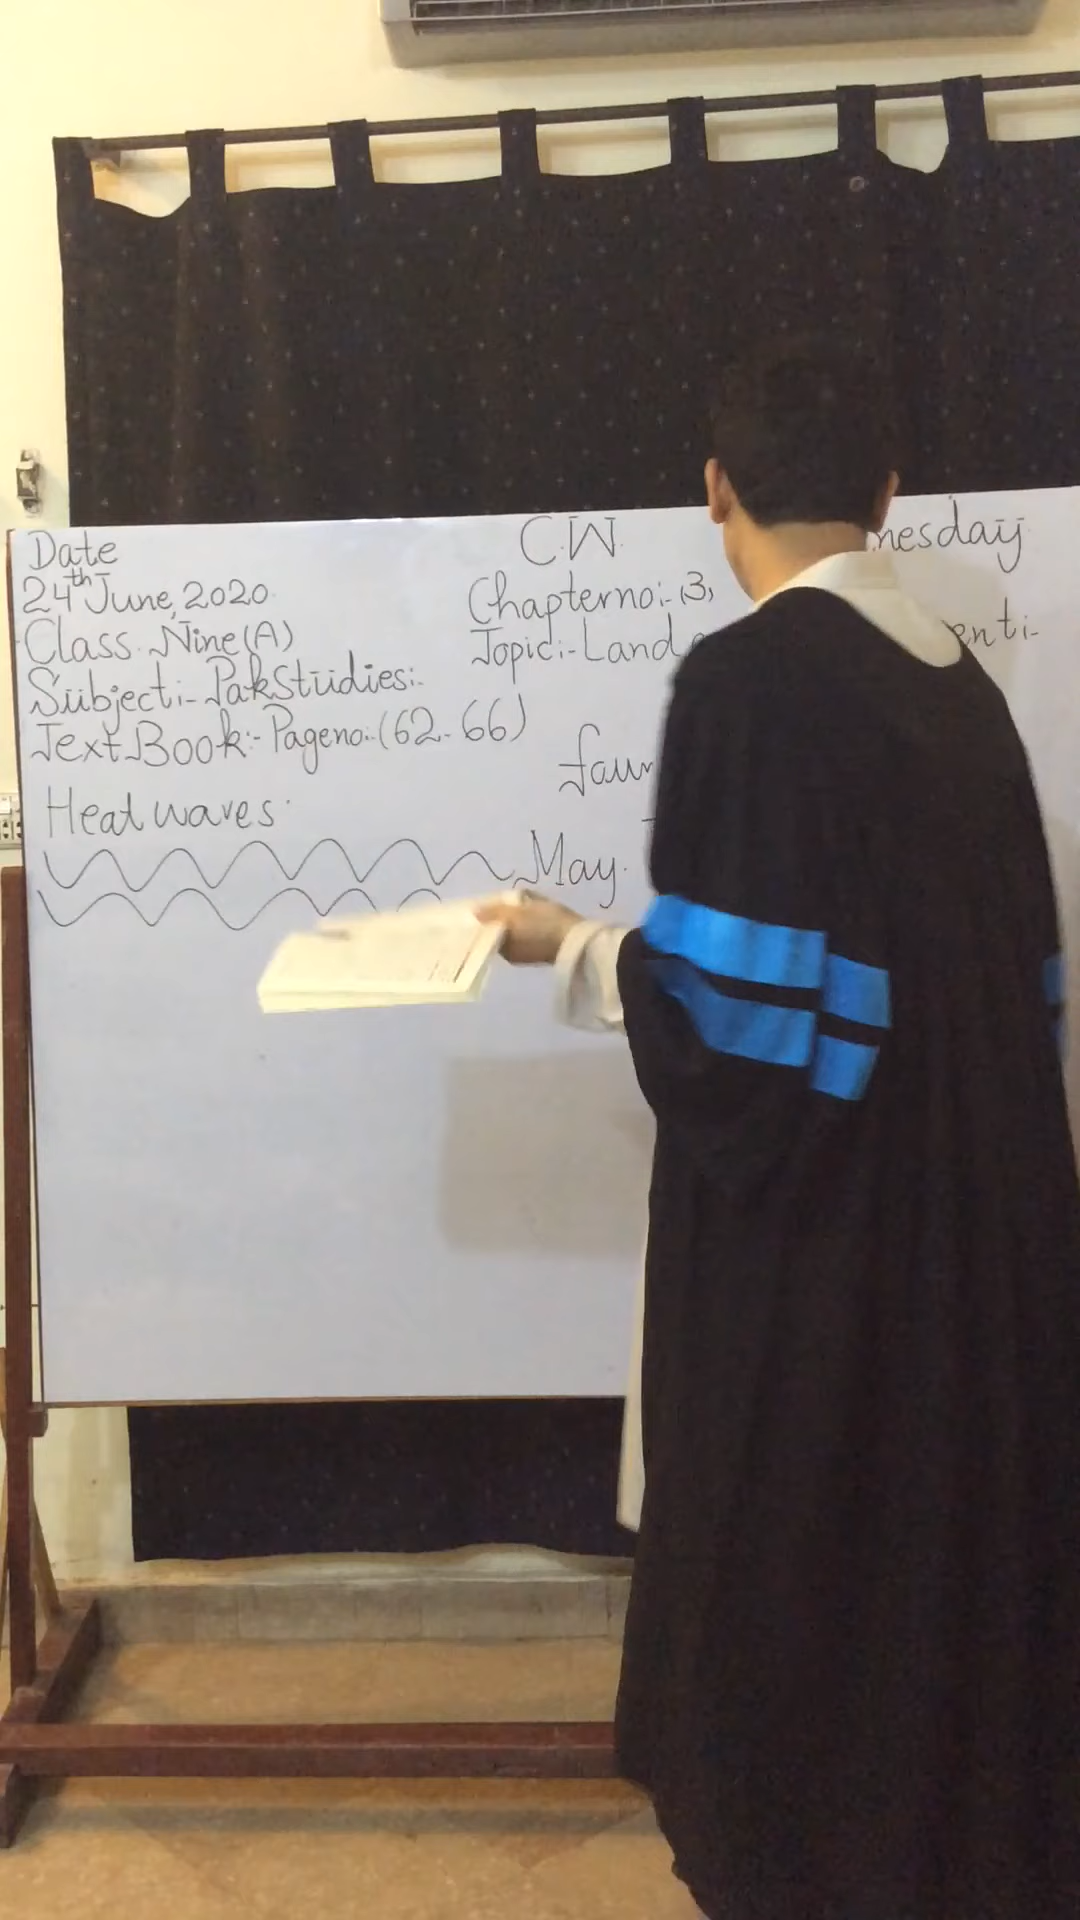 Date
C.W.
24th June, 2020
Chapter no:- 3,
Class. Nine (A)
Topic:- Land
Subject:- Pak Studies:-
Text Book:- Page no:- (62-66)
Heat waves
May.